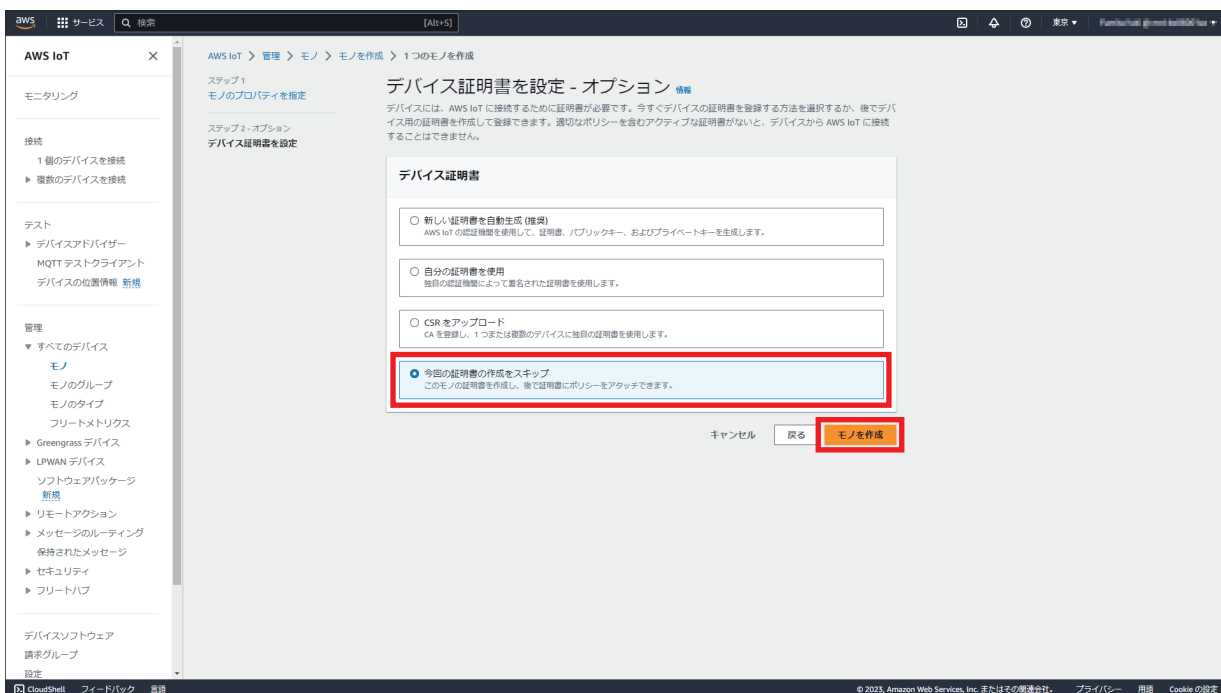 aws
サービス
検索
[Alt+S]
東京
AWS IoT
モニタリング
接続
1 個のデバイスを接続
複数のデバイスを接続
テスト
デバイスアドバイザー
MQTT テストクライアント
デバイスの位置情報 新規
管理
すべてのデバイス
モノ
モノのグループ
モノのタイプ
フリートメトリクス
Greengrass デバイス
LPWAN デバイス
ソフトウェアパッケージ
新規
リモートアクション
メッセージのルーティング
保持されたメッセージ
セキュリティ
フリートハブ
デバイスソフトウェア
請求グループ
設定
AWS IoT > 管理 > モノ > モノを作成 > 1 つのモノを作成
ステップ 1
モノのプロパティを指定
ステップ 2 - オプション
デバイス証明書を設定
デバイス証明書を設定 - オプション 情報
デバイスには、AWS IoT に接続するために証明書が必要です。今すぐデバイスの証明書を登録する方法を選択するか、後でデバ
イス用の証明書を作成して登録できます。適切なポリシーを含むアクティブな証明書がないと、デバイスから AWS IoT に接続
することはできません。
デバイス証明書
新しい証明書を自動生成 (推奨)
AWS IoT の認証機関を使用して、証明書、パブリックキー、およびプライベートキーを生成します。
自分の証明書を使用
独自の認証機関によって署名された証明書を使用します。
CSR をアップロード
CA を登録し、1 つまたは複数のデバイスに独自の証明書を使用します。
今回の証明書の作成をスキップ
このモノの証明書を作成し、後で証明書にポリシーをアタッチできます。
キャンセル
戻る
モノを作成
CloudShell
フィードバック
言語
© 2023, Amazon Web Services, Inc. またはその関連会社。
プライバシー
用語
Cookie の設定